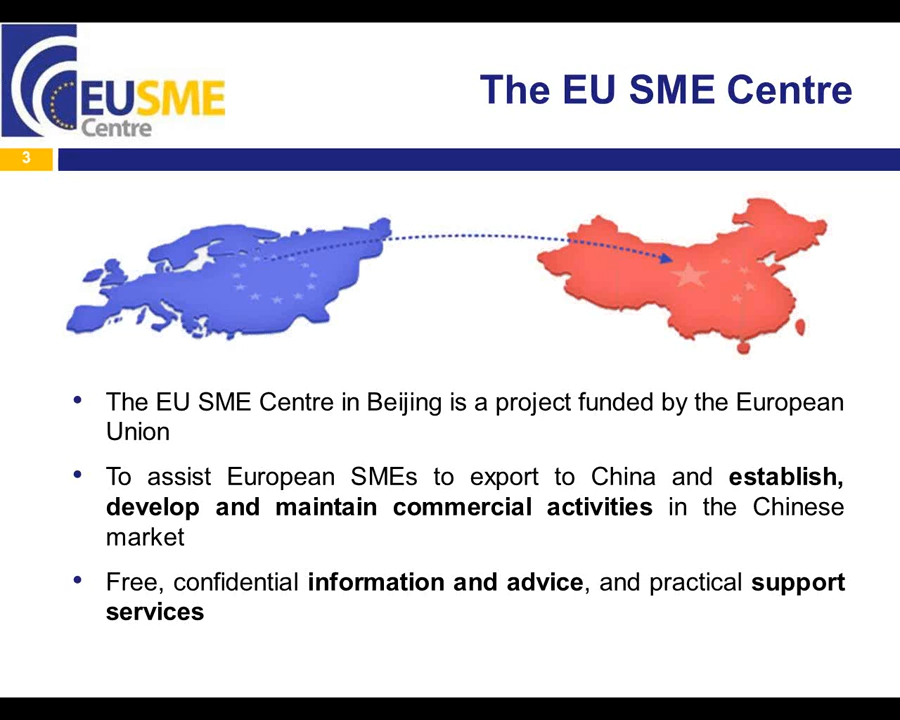 EUSME
Centre
The EU SME Centre
3
• The EU SME Centre in Beijing is a project funded by the European
Union
• To assist European SMEs to export to China and establish,
develop and maintain commercial activities in the Chinese
market
• Free, confidential information and advice, and practical support
services